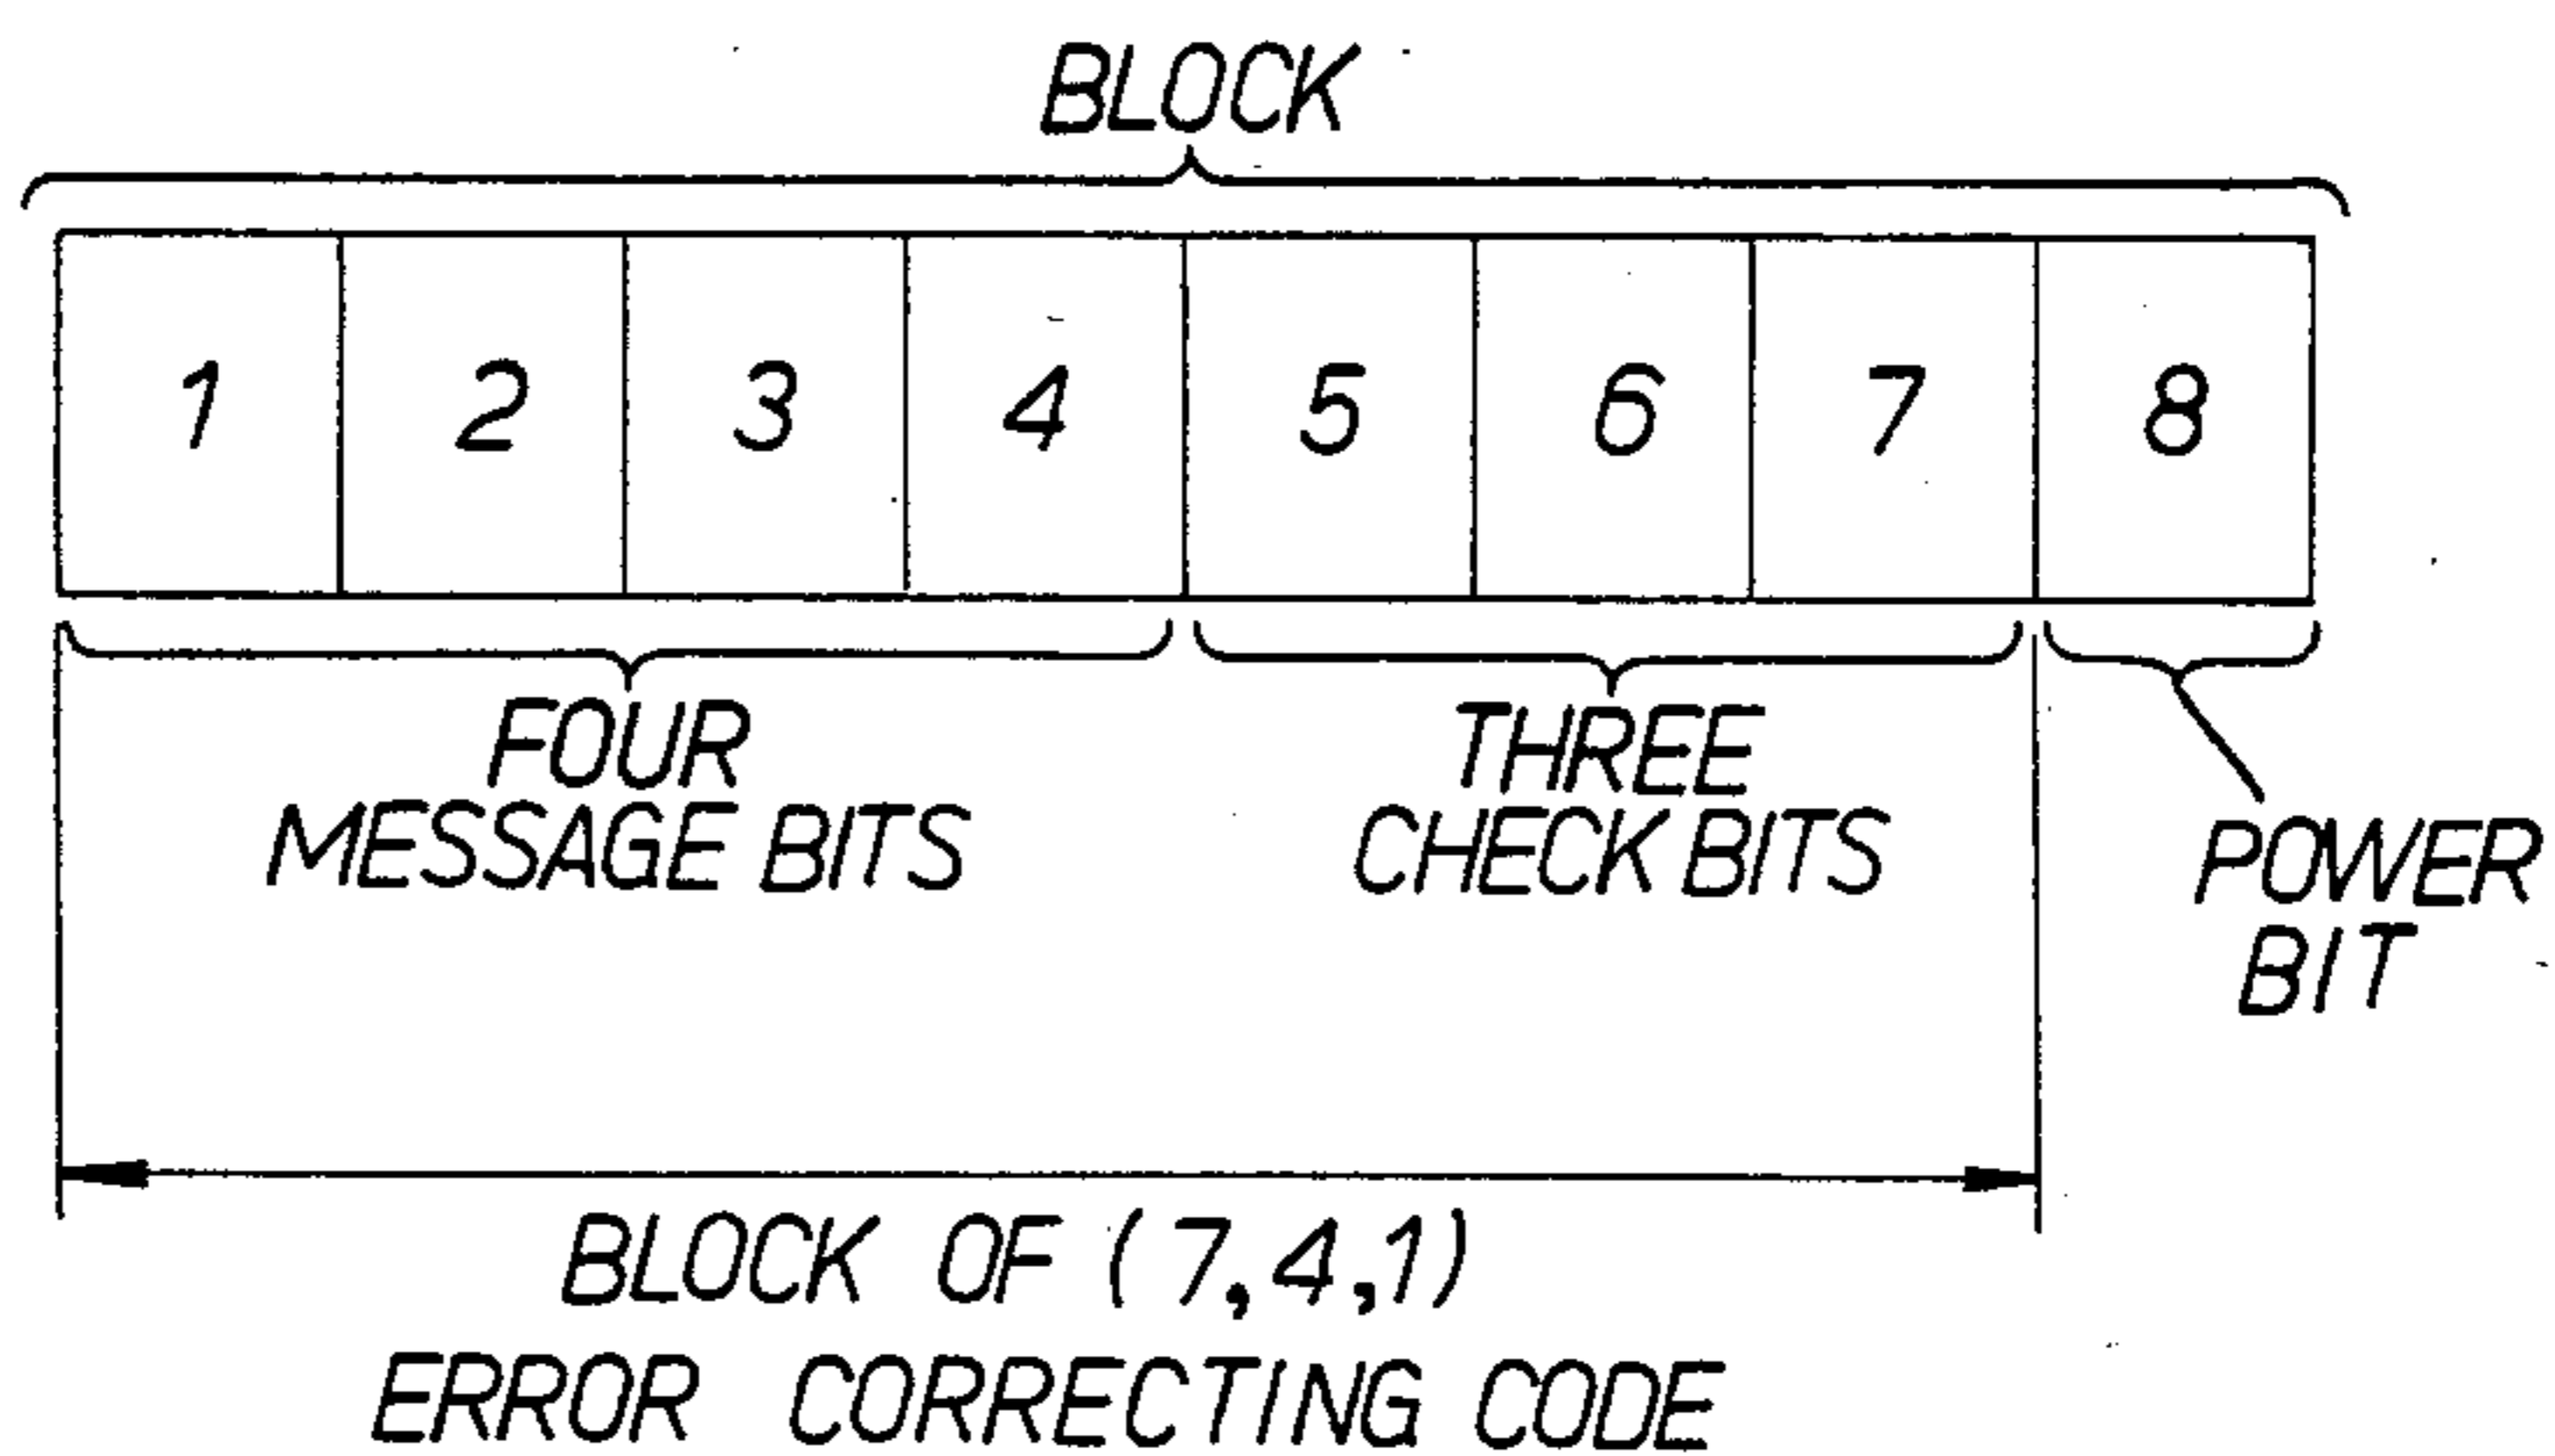 BLOCK
1 2 3 4 5 6 7 8
FOUR
MESSAGE BITS
THREE
CHECK BITS
POWER
BIT
BLOCK OF (7,4,1)
ERROR CORRECTING CODE